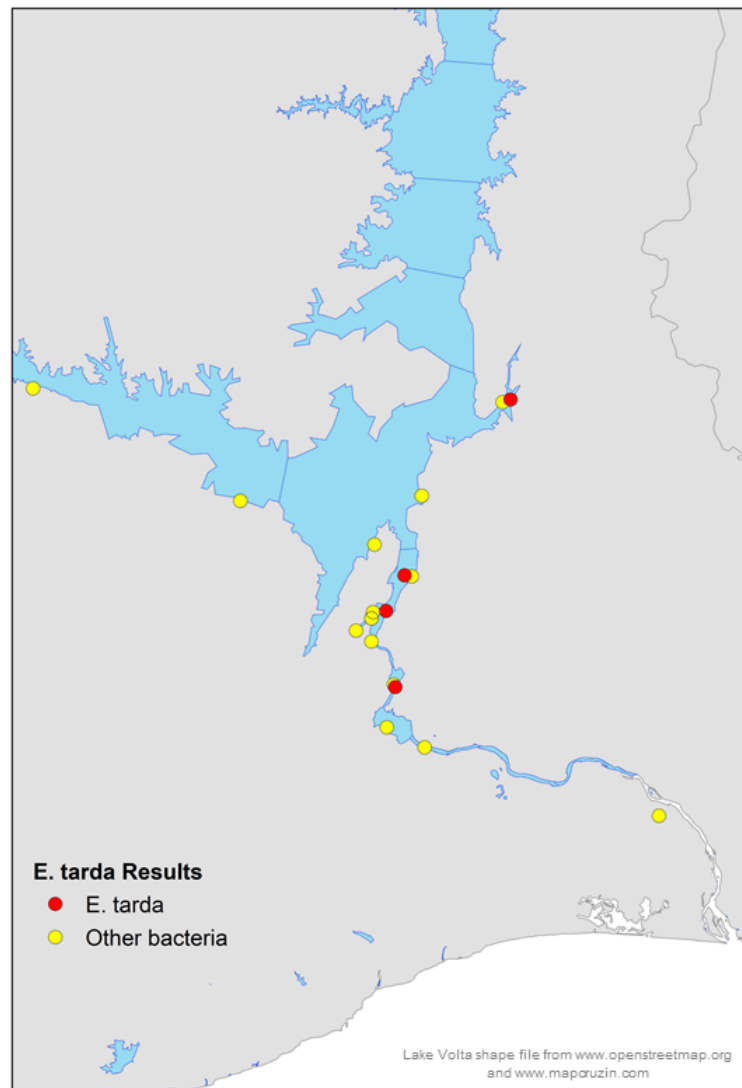 E. tarda Results
E. tarda
Other bacteria
Lake Volta shape file from www.openstreetmap.org
and www.mapcruzin.com